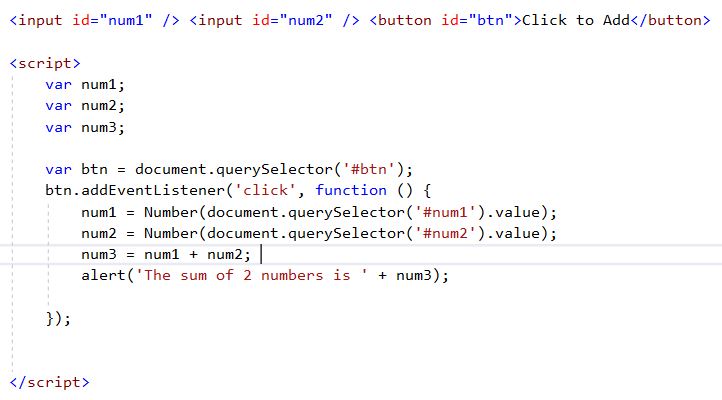 <input id="num1" /> <input id="num2" /> <button id="btn">Click to Add</button>
<script>
var num1;
var num2;
var num3;
var btn = document.querySelector('#btn');
btn.addEventListener('click', function () {
num1 = Number(document.querySelector('#num1').value);
num2 = Number(document.querySelector('#num2').value);
num3 = num1 + num2;
alert('The sum of 2 numbers is ' + num3);
});
</script>